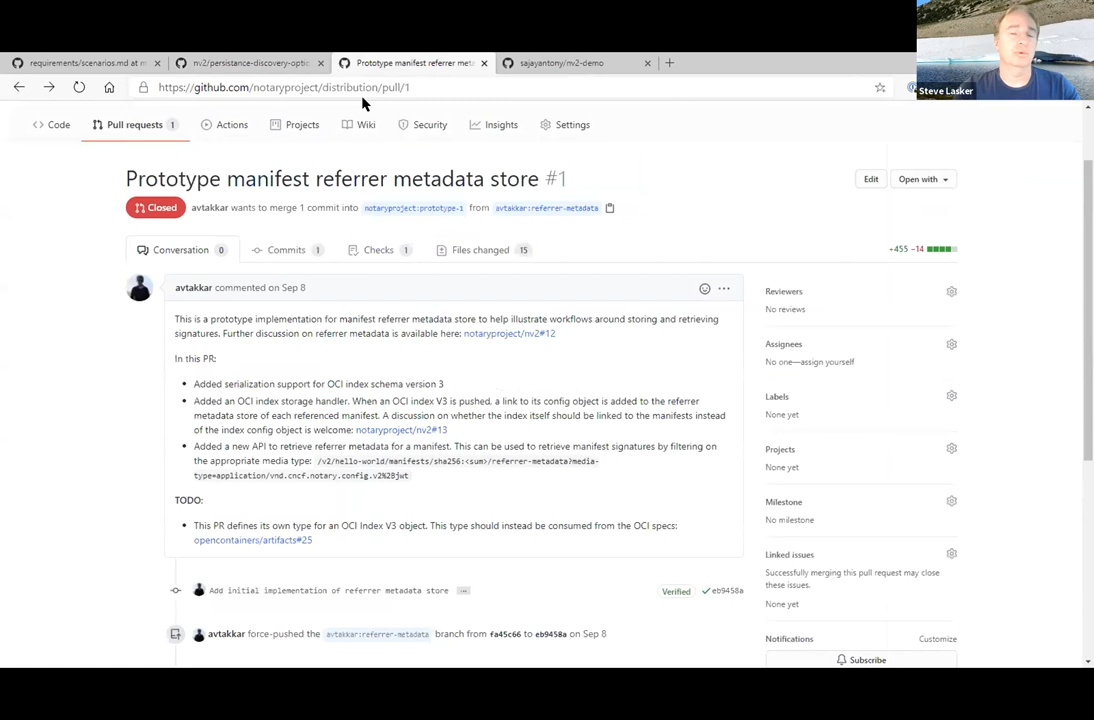 requirements/scenarios.md at m
nv2/persistance-discovery-optio
Prototype manifest referrer meta
sajayantony/nv2-demo
Steve Lasker
https://github.com/notaryproject/distribution/pull/1
Code
Pull requests 1
Actions
Projects
Wiki
Security
Insights
Settings
Prototype manifest referrer metadata store #1
Edit
Open with
Closed
avtakkar wants to merge 1 commit into notaryproject:prototype-1 from avtakkar:referrer-metadata
Conversation 0
Commits 1
Checks 1
Files changed 15
+455 −14
avtakkar commented on Sep 8
This is a prototype implementation for manifest referrer metadata store to help illustrate workflows around storing and retrieving
signatures. Further discussion on referrer metadata is available here: notaryproject/nv2#12
In this PR:
• Added serialization support for OCI index schema version 3
• Added an OCI index storage handler. When an OCI index V3 is pushed, a link to its config object is added to the referrer
metadata store of each referenced manifest. A discussion on whether the index itself should be linked to the manifests instead
of the index config object is welcome: notaryproject/nv2#13
• Added a new API to retrieve referrer metadata for a manifest. This can be used to retrieve manifest signatures by filtering on
the appropriate media type: /v2/hello-world/manifests/sha256:<sum>/referrer-metadata?media-
type=application/vnd.cncf.notary.config.v2%2Bjwt
TODO:
• This PR defines its own type for an OCI Index V3 object. This type should instead be consumed from the OCI specs:
opencontainers/artifacts#25
Add initial implementation of referrer metadata store ...
Verified
eb9458a
avtakkar force-pushed the avtakkar:referrer-metadata branch from fa45c66 to eb9458a on Sep 8
Reviewers
No reviews
Assignees
No one—assign yourself
Labels
None yet
Projects
None yet
Milestone
No milestone
Linked issues
Successfully merging this pull request may close
these issues.
None yet
Notifications
Customize
Subscribe